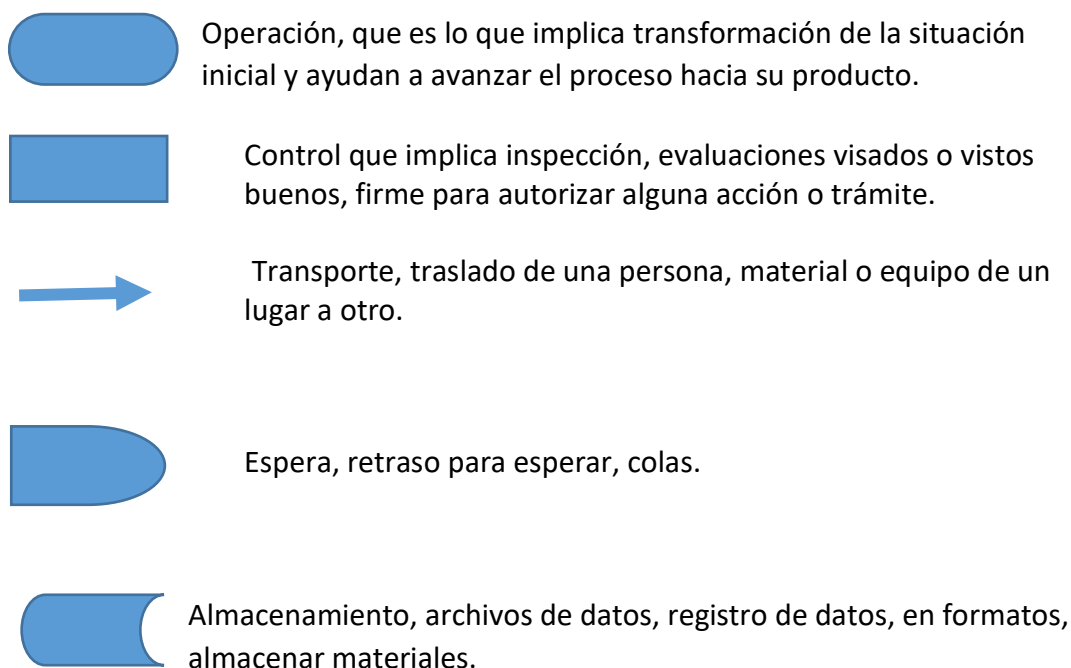 Operación, que es lo que implica transformación de la situación
inicial y ayudan a avanzar el proceso hacia su producto.
Control que implica inspección, evaluaciones visados o vistos
buenos, firme para autorizar alguna acción o trámite.
Transporte, traslado de una persona, material o equipo de un
lugar a otro.
Espera, retraso para esperar, colas.
Almacenamiento, archivos de datos, registro de datos, en formatos,
almacenar materiales.